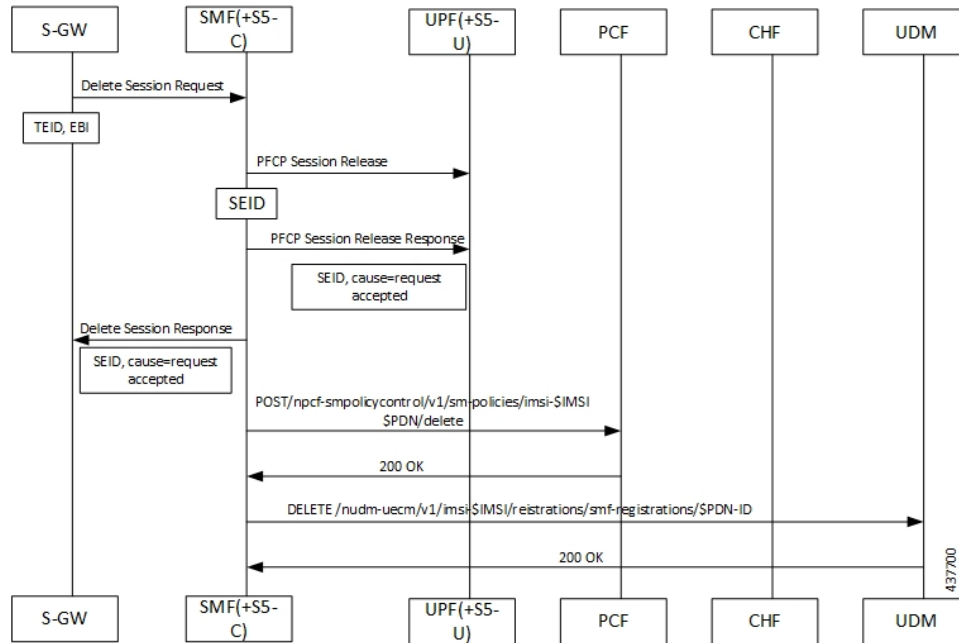 S-GW
SMF(+S5-
C)
UPF(+S5-
U)
PCF
CHF
UDM
Delete Session Request
TEID, EBI
PFCP Session Release
SEID
PFCP Session Release Response
SEID, cause=request
accepted
Delete Session Response
SEID, cause=request
accepted
POST/npcf-smpolicycontrol/v1/sm-policies/imsi-$IMSI
$PDN/delete
200 OK
DELETE /nudm-uecm/v1/imsi-$IMSI/reistrations/smf-registrations/$PDN-ID
200 OK
437700
S-GW
SMF(+S5-
C)
UPF(+S5-
U)
PCF
CHF
UDM